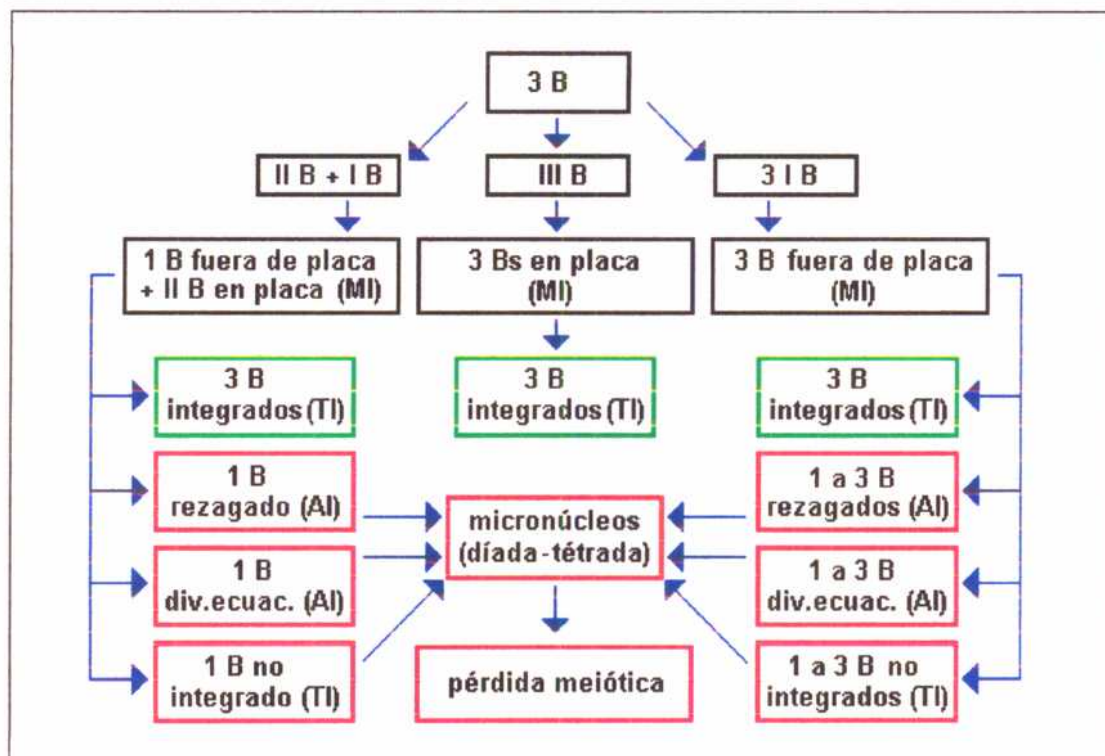 3 B
II B + I B
III B
3 I B
1 B fuera de placa
+ II B en placa (MI)
3 Bs en placa
(MI)
3 B fuera de placa
(MI)
3 B
integrados (TI)
3 B
integrados (TI)
3 B
integrados (TI)
1 B
rezagado (AI)
micronúcleos
(díada-tétrada)
1 a 3 B
rezagados (AI)
1 B
div.ecuac. (AI)
1 a 3 B
div.ecuac. (AI)
1 B no
integrado (TI)
pérdida meiótica
1 a 3 B no
integrados (TI)